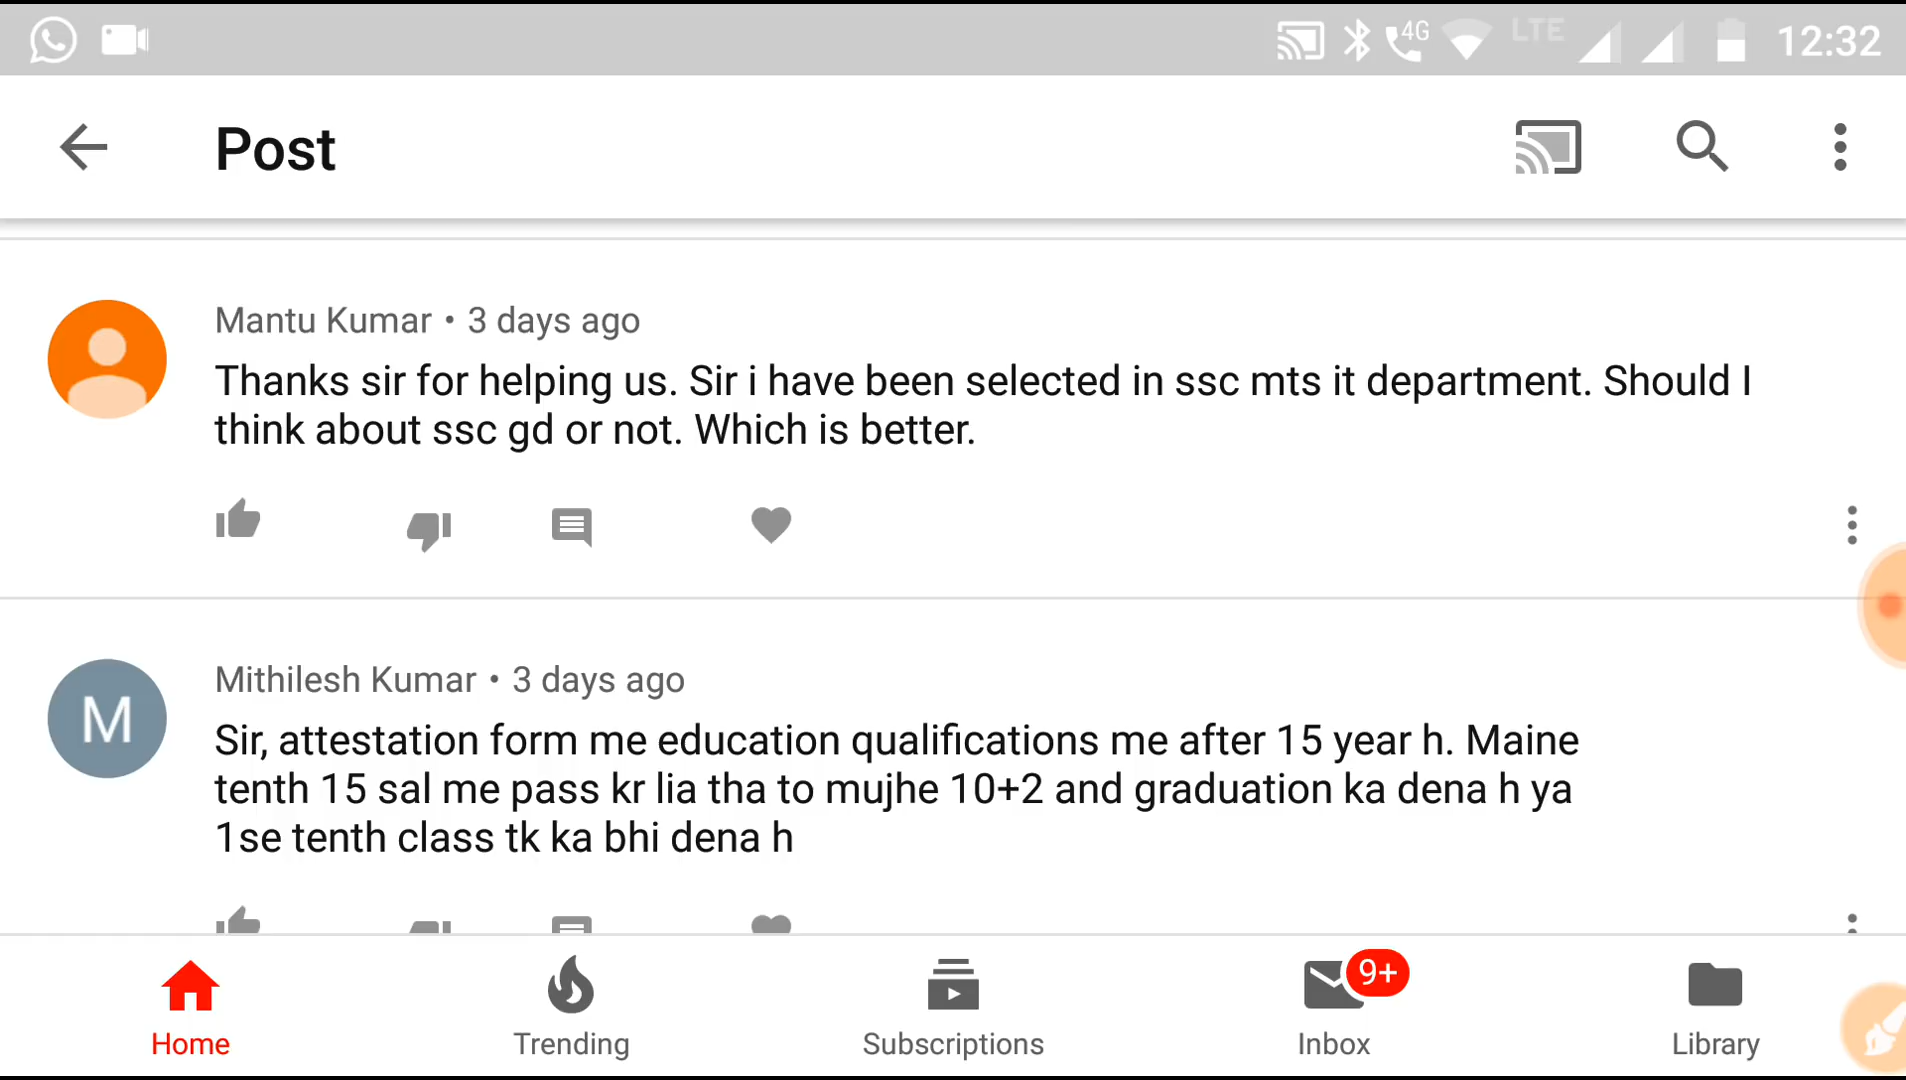 4G LTE 12:32
Post
Mantu Kumar • 3 days ago
Thanks sir for helping us. Sir i have been selected in ssc mts it department. Should I
think about ssc gd or not. Which is better.
M
Mithilesh Kumar • 3 days ago
Sir, attestation form me education qualifications me after 15 year h. Maine
tenth 15 sal me pass kr lia tha to mujhe 10+2 and graduation ka dena h ya
1se tenth class tk ka bhi dena h
9+
Home Trending Subscriptions Inbox Library